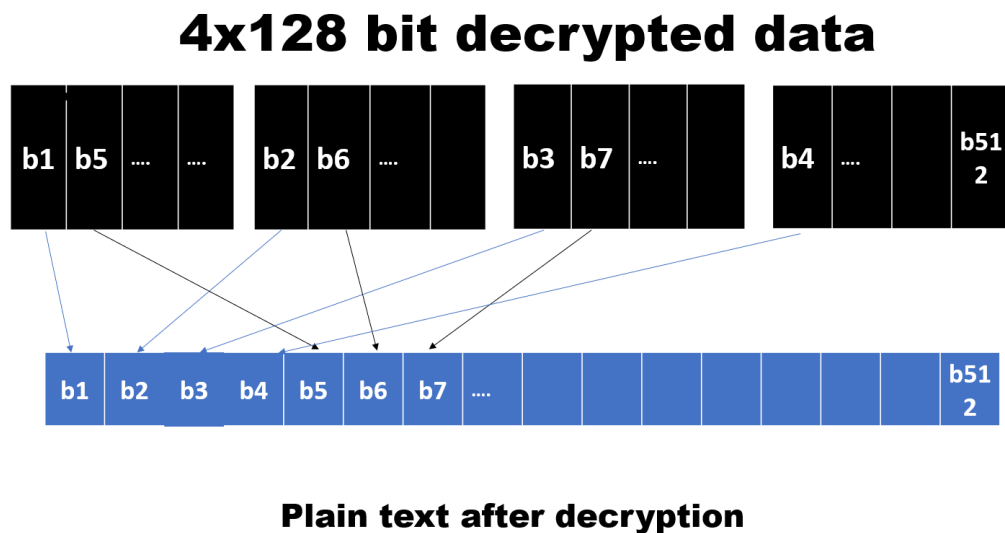 4x128 bit decrypted data
b1 b5 .... .... b2 b6 .... b3 b7 .... b4 .... b51
2
b1 b2 b3 b4 b5 b6 b7 .... b51
2
Plain text after decryption